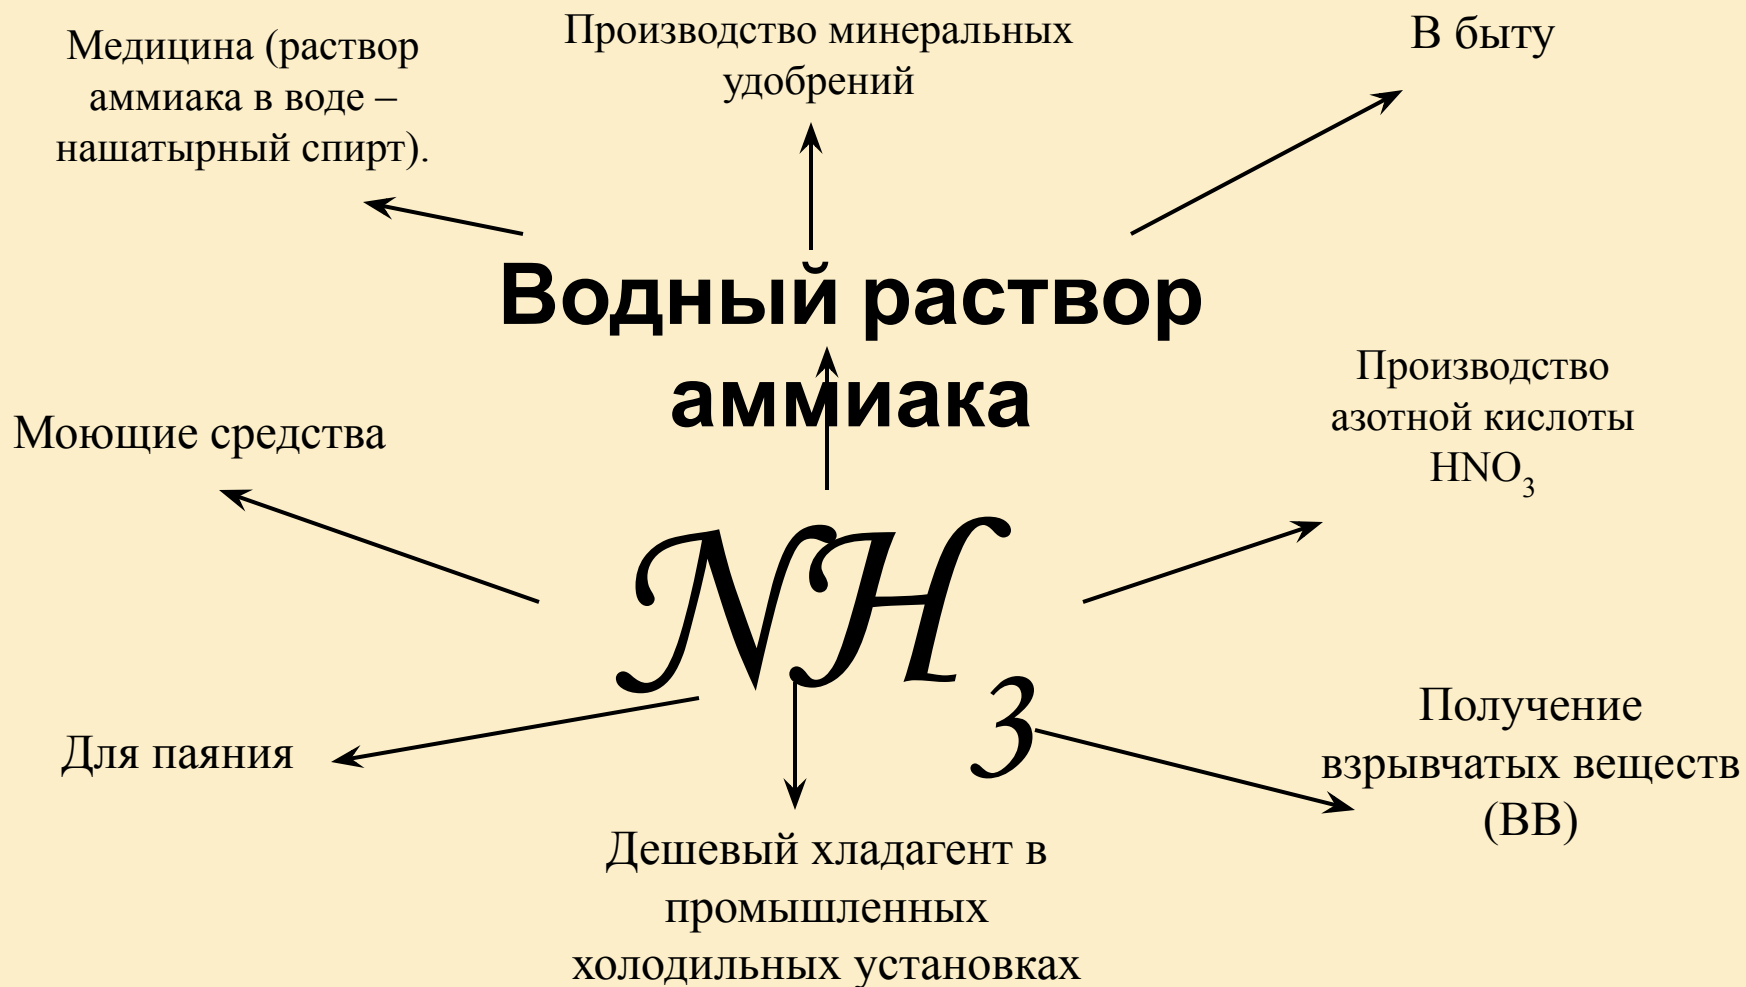 Медицина (раствор
аммиака в воде –
нашатырный спирт).
Производство минеральных
удобрений
В быту
Водный раствор
аммиака
Моющие средства
Производство
азотной кислоты
HNO₃
NH₃
Для паяния
Получение
взрывчатых веществ
(ВВ)
Дешевый хладагент в
промышленных
холодильных установках